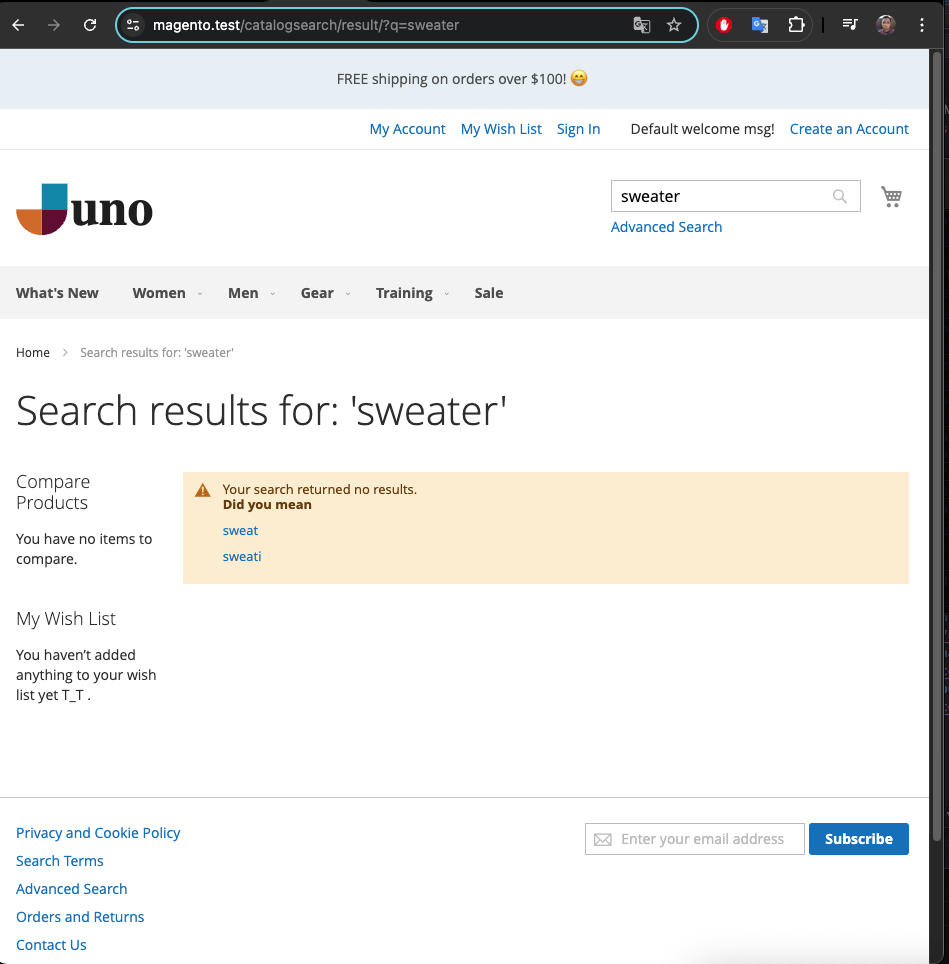 magento.test/catalogsearch/result/?q=sweater
FREE shipping on orders over $100! 😁
My Account My Wish List Sign In Default welcome msg! Create an Account
uno
sweater
Advanced Search
What's New Women Men Gear Training Sale
Home > Search results for: 'sweater'
Search results for: 'sweater'
Compare
Products
You have no items to
compare.
Your search returned no results.
Did you mean
sweat
sweati
My Wish List
You haven’t added
anything to your wish
list yet T_T .
Privacy and Cookie Policy
Search Terms
Advanced Search
Orders and Returns
Contact Us
Enter your email address
Subscribe